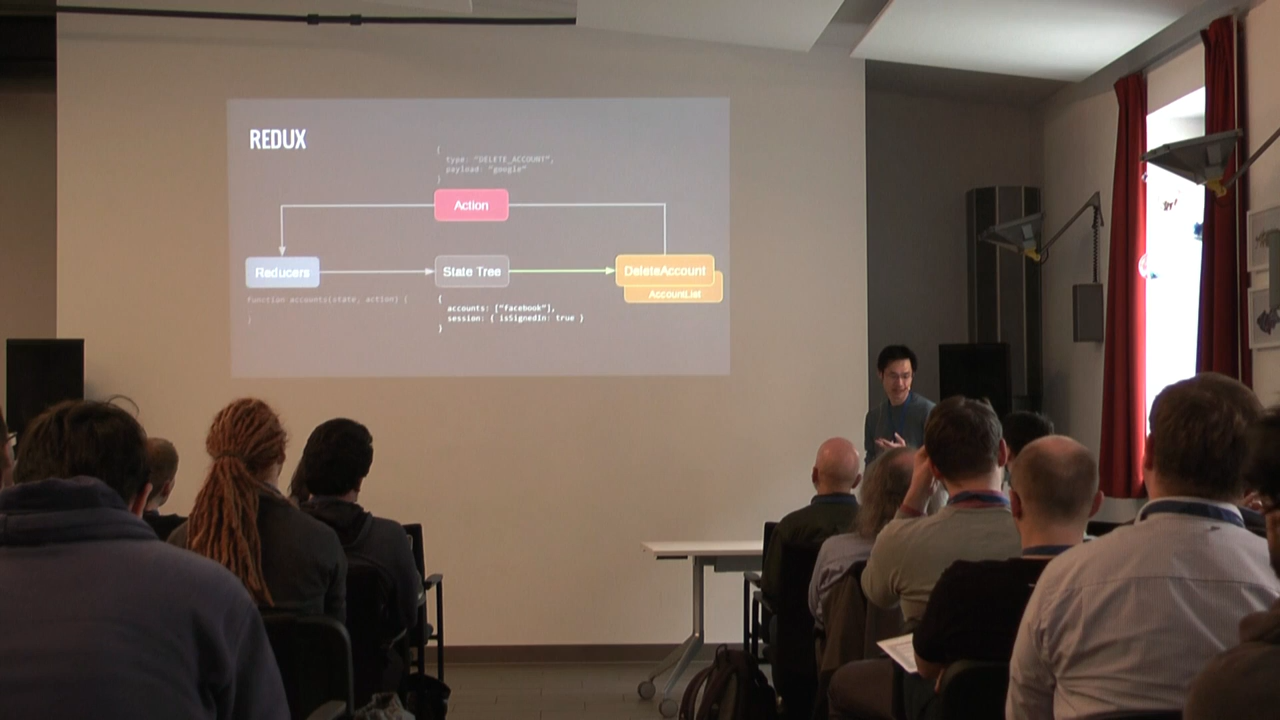 REDUX
{
type: "DELETE_ACCOUNT",
payload: "google"
}
Action
Reducers
State Tree
DeleteAccount
AccountList
function accounts(state, action) {
}
{
accounts: ["facebook"],
session: { isSignedIn: true }
}